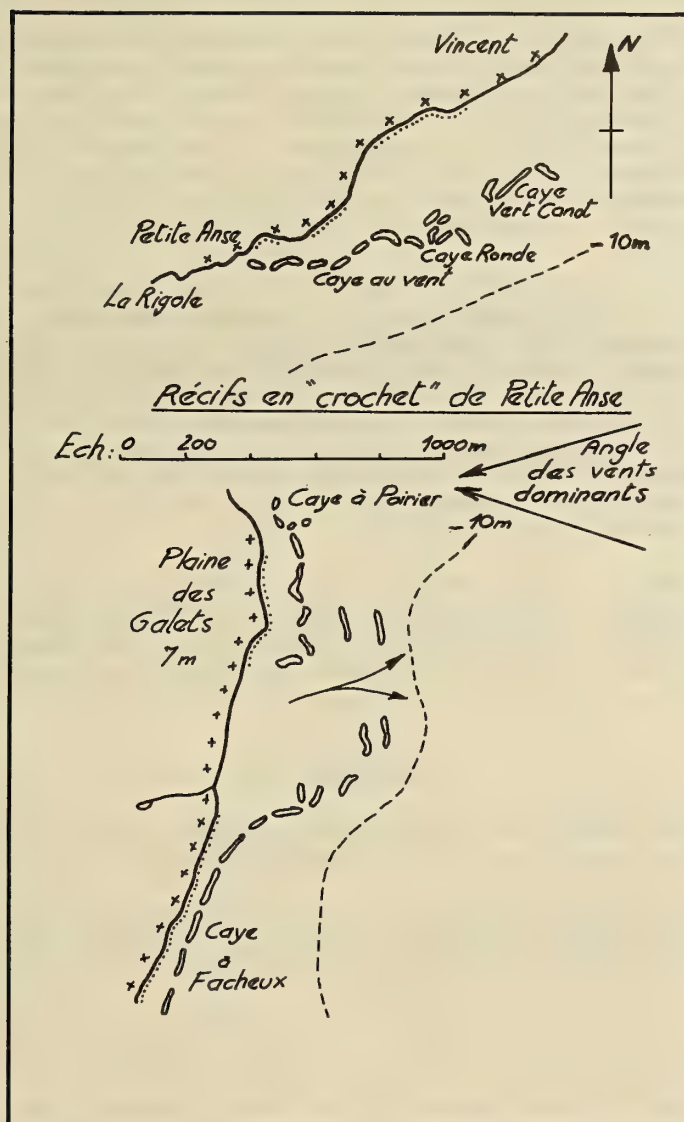 Vincent
N
Caye
Vert Canot
Petite Anse
Caye Ronde
- 10m
La Rigole
Caye au vent
Récifs en "crochet" de Petite Anse
Ech: 0 200 1000m
Angle
des vents
dominants
Caye à Poirier
- 10m
Plaine
des
Galets
7m
Caye
à
Facheux